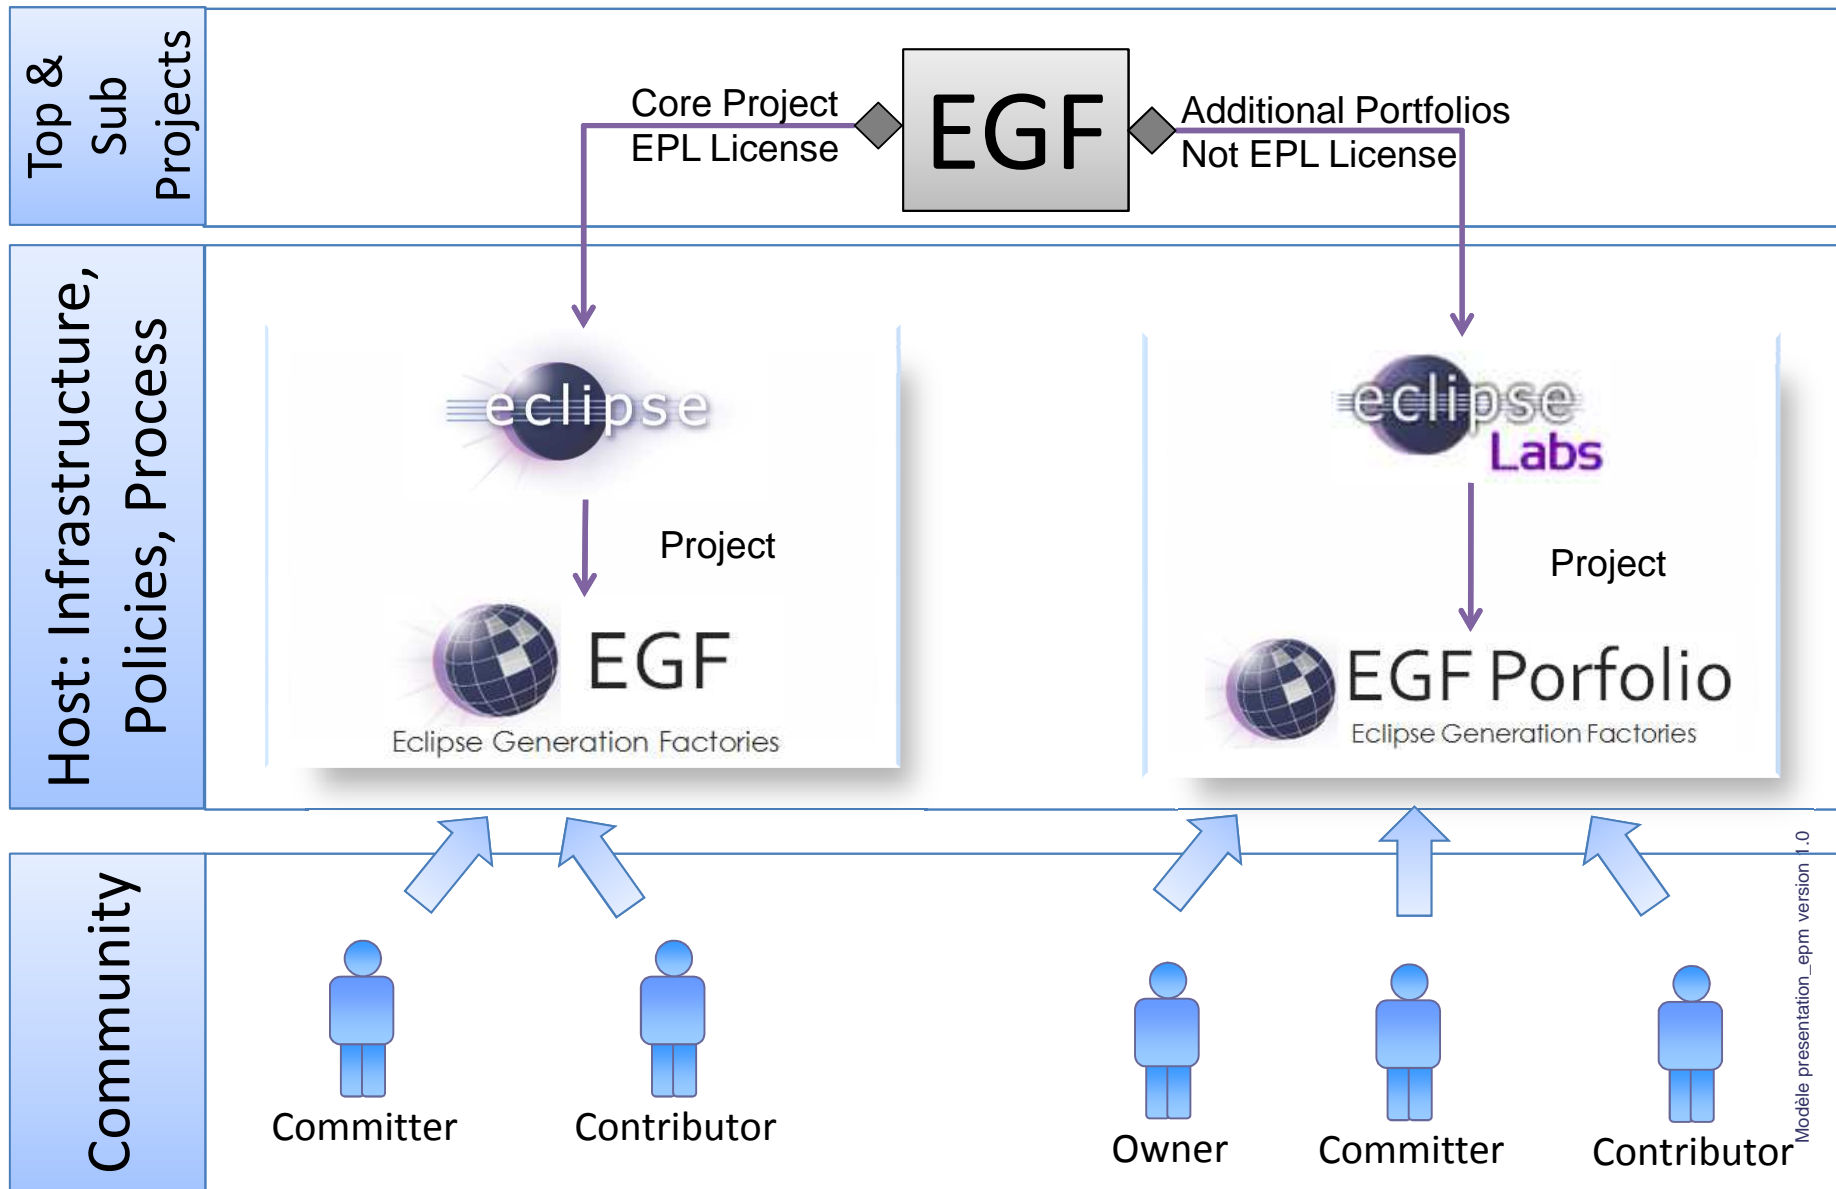 Top &
Sub
Projects
Core Project
EPL License
EGF
Additional Portfolios
Not EPL License
Host: Infrastructure,
Policies, Process
eclipse
Project
EGF
Eclipse Generation Factories
eclipse
Labs
Project
EGF Porfolio
Eclipse Generation Factories
Community
Committer
Contributor
Owner
Committer
Contributor
Modèle presentation_epm version 1.0